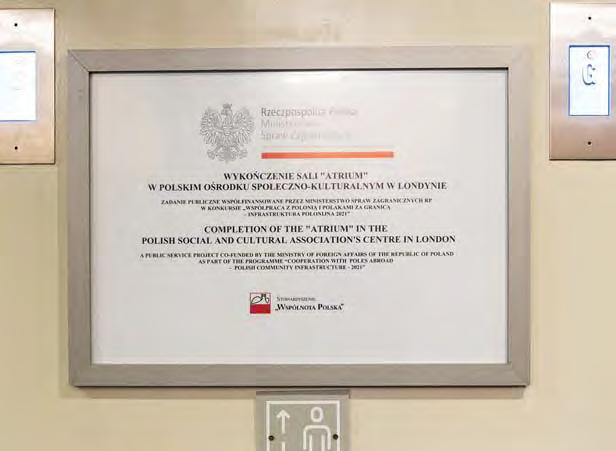 Rzeczpospolita Polska
Ministerstwo
Spraw Zagranicznych
WYKOŃCZENIE SALI "ATRIUM"
W POLSKIM OŚRODKU SPOŁECZNO-KULTURALNYM W LONDYNIE
ZADANIE PUBLICZNE WSPÓŁFINANSOWANE PRZEZ MINISTERSTWO SPRAW ZAGRANICZNYCH RP
W KONKURSIE „WSPÓŁPRACA Z POLONIĄ I POLAKAMI ZA GRANICĄ
– INFRASTRUKTURA POLONIJNA 2021”
COMPLETION OF THE "ATRIUM" IN THE
POLISH SOCIAL AND CULTURAL ASSOCIATION'S CENTRE IN LONDON
A PUBLIC SERVICE PROJECT CO-FUNDED BY THE MINISTRY OF FOREIGN AFFAIRS OF THE REPUBLIC OF POLAND
AS PART OF THE PROGRAMME “COOPERATION WITH POLES ABROAD
– POLISH COMMUNITY INFRASTRUCTURE - 2021”
STOWARZYSZENIE
„WSPÓLNOTA POLSKA”